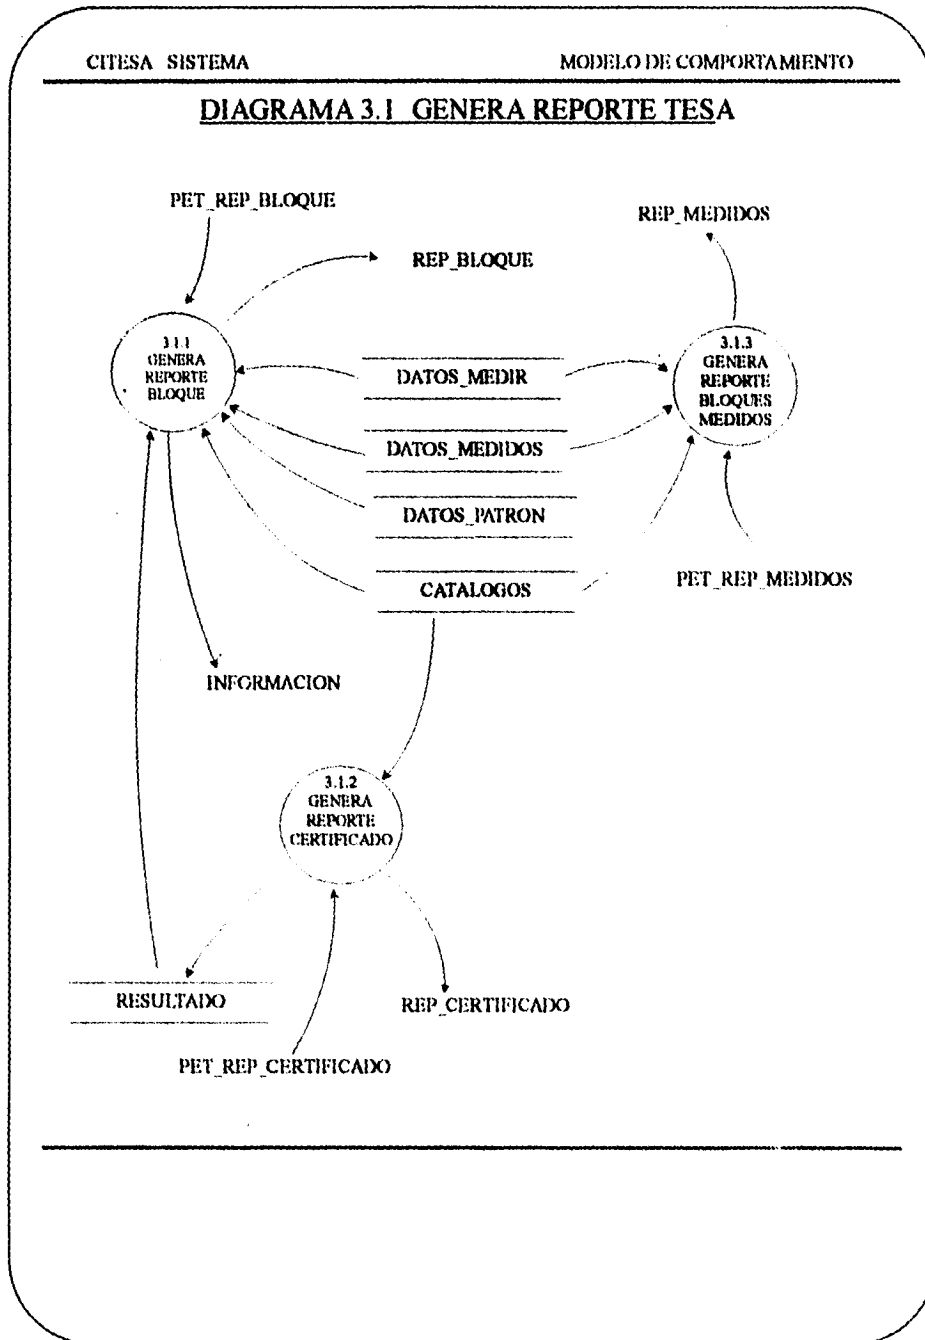 CITESA SISTEMA
MODELO DE COMPORTAMIENTO
DIAGRAMA 3.1 GENERA REPORTE TESA
PET_REP_BLOQUE
REP_MEDIDOS
REP_BLOQUE
3.1.1
GENERA
REPORTE
BLOQUE
DATOS_MEDIR
3.1.3
GENERA
REPORTE
BLOQUES
MEDIDOS
DATOS_MEDIDOS
DATOS_PATRON
CATALOGOS
PET_REP_MEDIDOS
INFORMACION
3.1.2
GENERA
REPORTE
CERTIFICADO
RESULTADO
REP_CERTIFICADO
PET_REP_CERTIFICADO